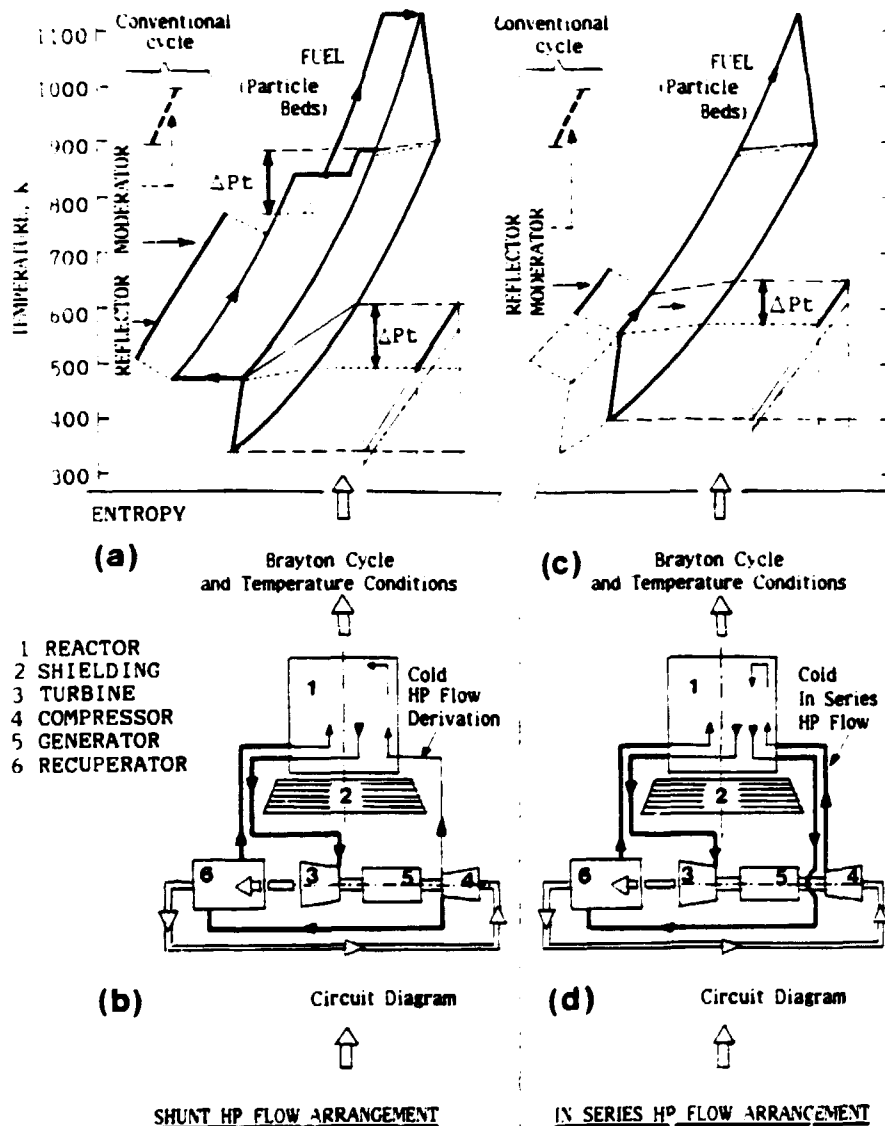 1100
1000
900
800
700
600
500
400
300
TEMPERATURE, K
Conventional
cycle
FUEL
(Particle
Beds)
ΔPt
MODERATOR
REFLECTOR
ΔPt
ENTROPY
(a)
Conventional
cycle
FUEL
(Particle
Beds)
REFLECTOR
MODERATOR
ΔPt
(c)
Brayton Cycle
and Temperature Conditions
Brayton Cycle
and Temperature Conditions
1 REACTOR
2 SHIELDING
3 TURBINE
4 COMPRESSOR
5 GENERATOR
6 RECUPERATOR
1
Cold
HP Flow
Derivation
2
6
3
5
4
(b)
Circuit Diagram
SHUNT HP FLOW ARRANGEMENT
1
Cold
In Series
HP Flow
2
6
3
5
4
(d)
Circuit Diagram
IN SERIES HP FLOW ARRANGEMENT